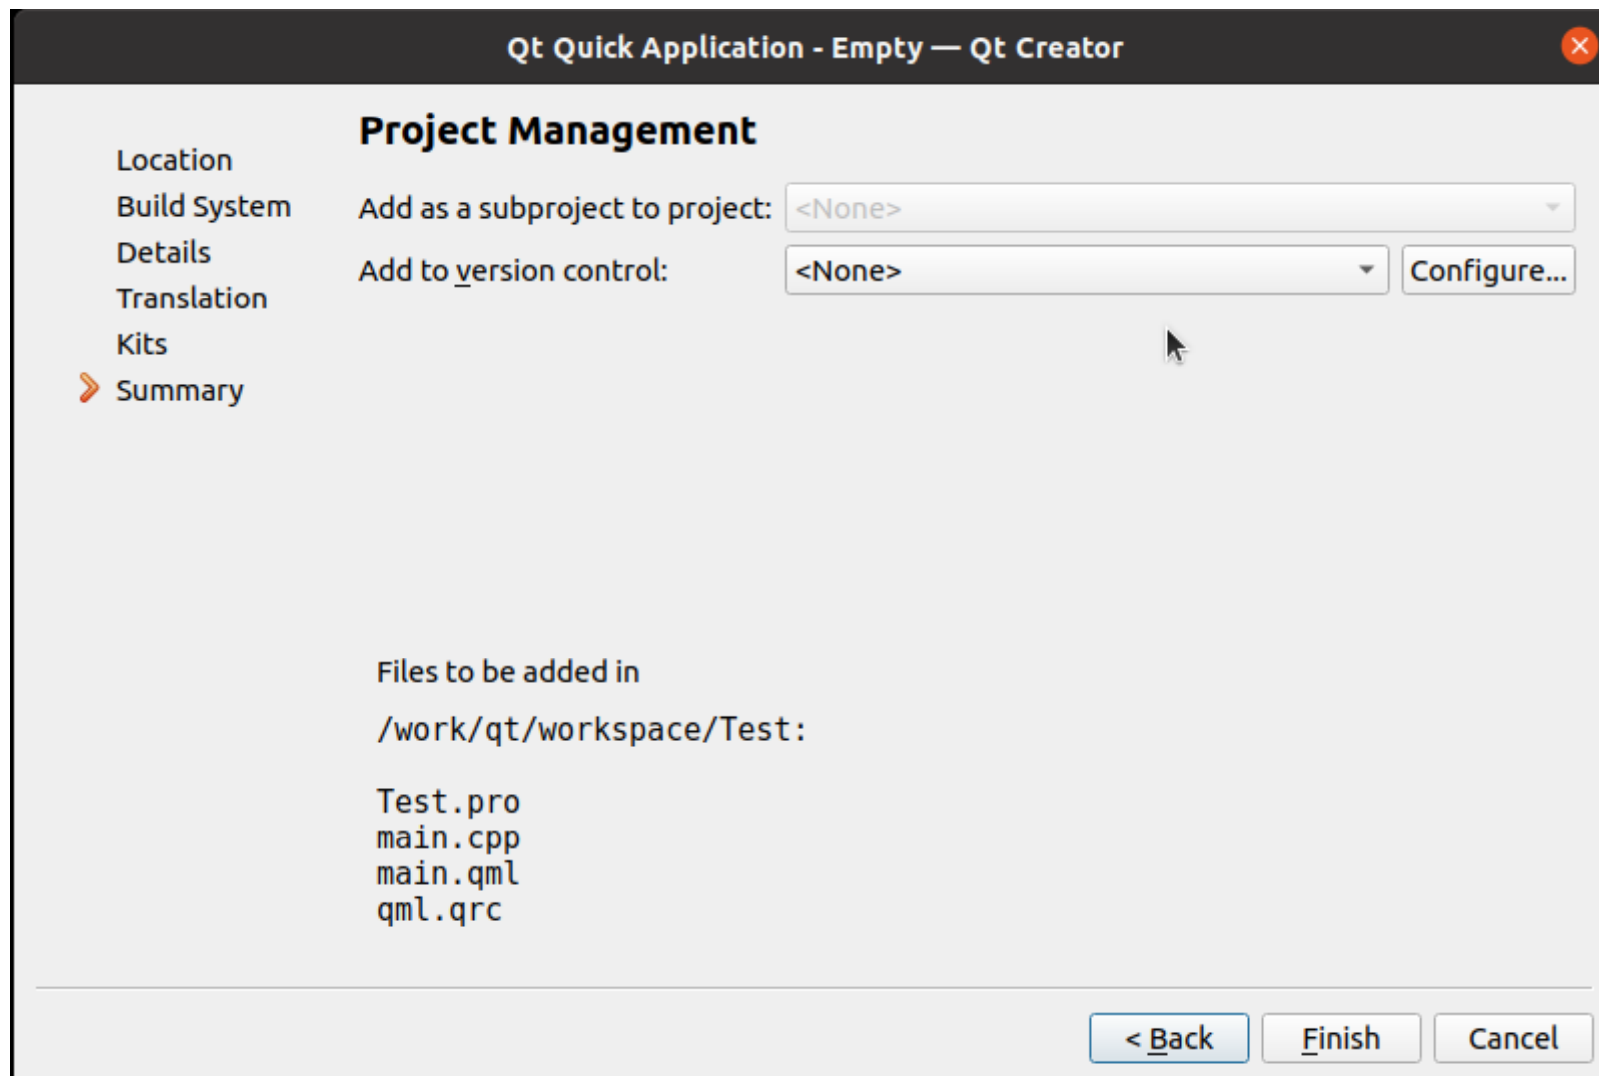 Qt Quick Application - Empty — Qt Creator
Location
Build System
Details
Translation
Kits
Summary
Project Management
Add as a subproject to project: <None>
Add to version control: <None> Configure...
Files to be added in
/work/qt/workspace/Test:
Test.pro
main.cpp
main.qml
qml.qrc
< Back Finish Cancel